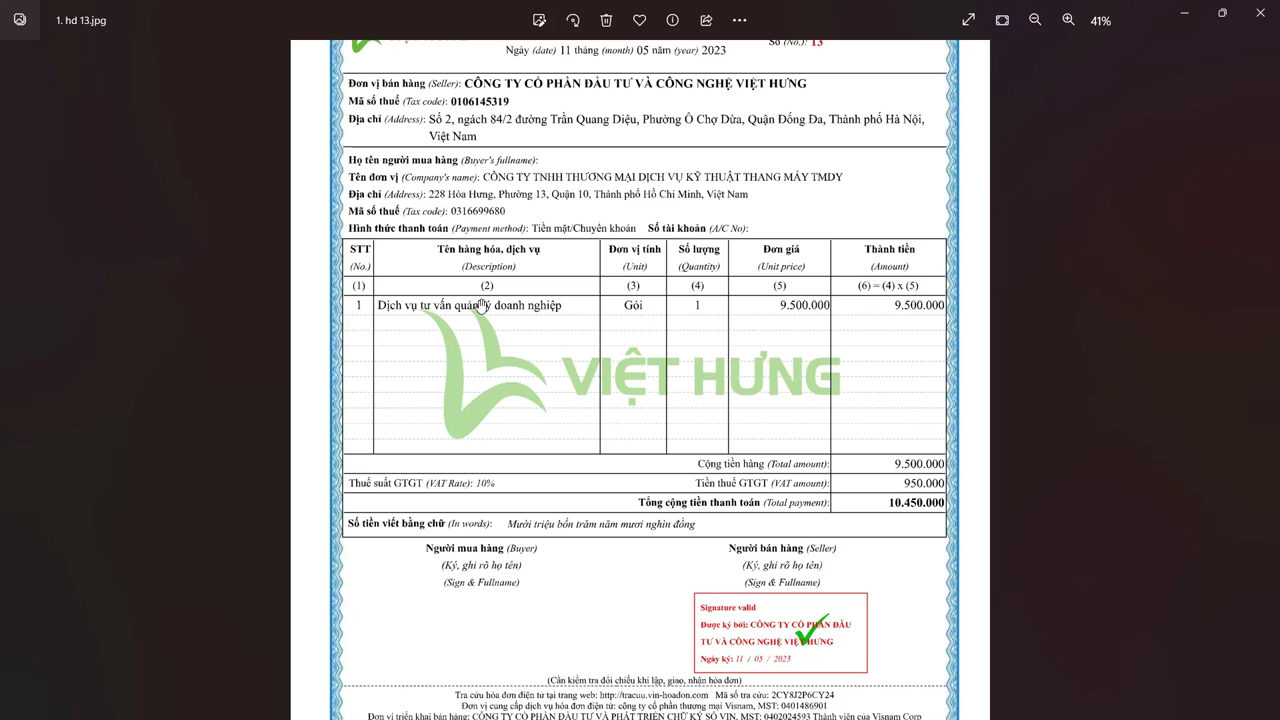 1. hd 13.jpg
41%
Ngày (date) 11 tháng (month) 05 năm (year) 2023
Số (No.): 13
Đơn vị bán hàng (Seller): CÔNG TY CỔ PHẦN ĐẦU TƯ VÀ CÔNG NGHỆ VIỆT HƯNG
Mã số thuế (Tax code): 0106145319
Địa chỉ (Address): Số 2, ngách 84/2 đường Trần Quang Diệu, Phường Ô Chợ Dừa, Quận Đống Đa, Thành phố Hà Nội,
Việt Nam
Họ tên người mua hàng (Buyer's fullname):
Tên đơn vị (Company's name): CÔNG TY TNHH THƯƠNG MẠI DỊCH VỤ KỸ THUẬT THANG MÁY TMDY
Địa chỉ (Address): 228 Hòa Hưng, Phường 13, Quận 10, Thành phố Hồ Chí Minh, Việt Nam
Mã số thuế (Tax code): 0316699680
Hình thức thanh toán (Payment method): Tiền mặt/Chuyển khoản Số tài khoản (A/C No):
STT Tên hàng hóa, dịch vụ Đơn vị tính Số lượng Đơn giá Thành tiền
(No.) (Description) (Unit) (Quantity) (Unit price) (Amount)
(1) (2) (3) (4) (5) (6) = (4) x (5)
1 Dịch vụ tư vấn quản lý doanh nghiệp Gói 1 9.500.000 9.500.000
VIỆT HƯNG
Cộng tiền hàng (Total amount): 9.500.000
Thuế suất GTGT (VAT Rate): 10% Tiền thuế GTGT (VAT amount): 950.000
Tổng cộng tiền thanh toán (Total payment): 10.450.000
Số tiền viết bằng chữ (In words): Mười triệu bốn trăm năm mươi nghìn đồng
Người mua hàng (Buyer) Người bán hàng (Seller)
(Ký, ghi rõ họ tên) (Ký, ghi rõ họ tên)
(Sign & Fullname) (Sign & Fullname)
Signature valid
Được ký bởi: CÔNG TY CỔ PHẦN ĐẦU
TƯ VÀ CÔNG NGHỆ VIỆT HƯNG
Ngày ký: 11 / 05 / 2023
(Cần kiểm tra đối chiếu khi lập, giao, nhận hóa đơn)
Tra cứu hóa đơn điện tử tại trang web: http://tracuu.vin-hoadon.com Mã số tra cứu: 2CY8J2P6CY24
Đơn vị cung cấp dịch vụ hóa đơn điện tử: công ty cổ phần thương mại Visnam, MST: 0401486901
Đơn vị triển khai bán hàng: CÔNG TY CỔ PHẦN ĐẦU TƯ VÀ PHÁT TRIỂN CHỮ KÝ SỐ VIN, MST: 0402024593 Thành viên của Visnam Corp